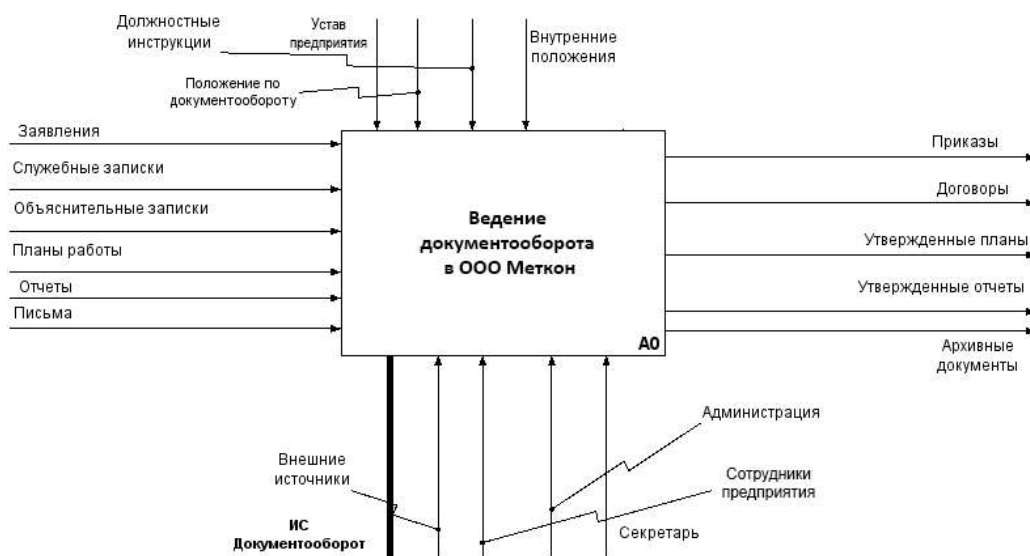 Должностные
инструкции
Устав
предприятия
Внутренние
положения
Положение по
документообороту
Заявления
Служебные записки
Объяснительные записки
Планы работы
Отчеты
Письма
Ведение
документооборота
в ООО Меткон
A0
Приказы
Договоры
Утвержденные планы
Утвержденные отчеты
Архивные
документы
Администрация
Внешние
источники
Сотрудники
предприятия
ИС
Документооборот
Секретарь